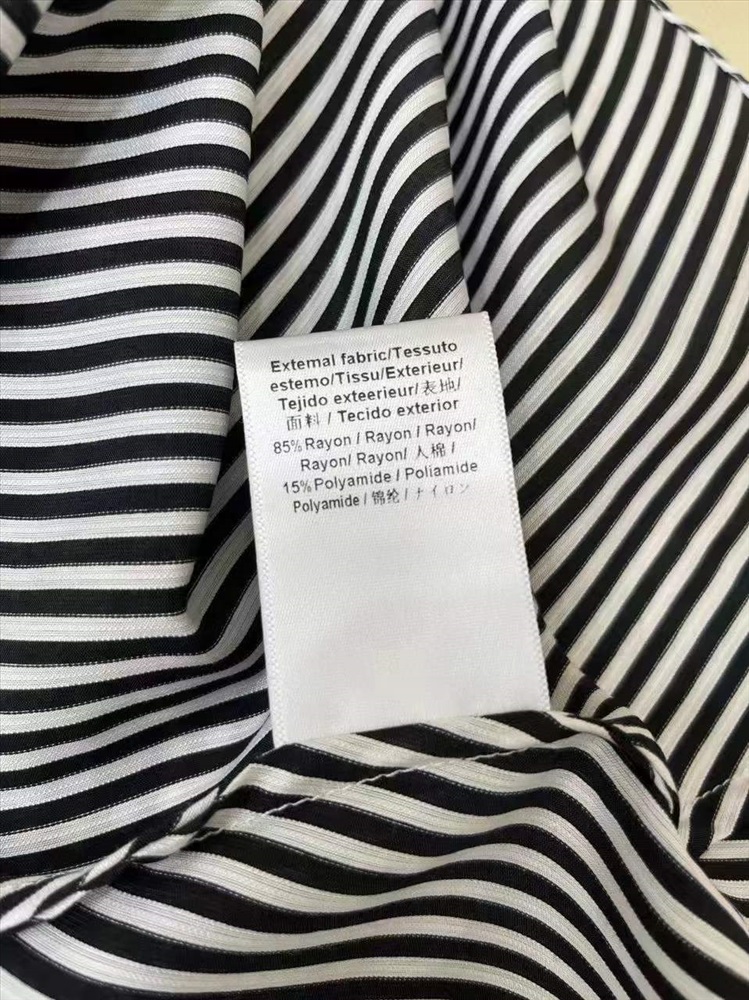 External fabric/Tessuto
estemo/Tissu/Exterieur/
Tejido exteerieur/表地/
面料 / Tecido exterior
85% Rayon / Rayon / Rayon/
Rayon/ Rayon/ 人棉 /
15% Polyamide / Poliamide
Polyamide / 锦纶 / ナイロン